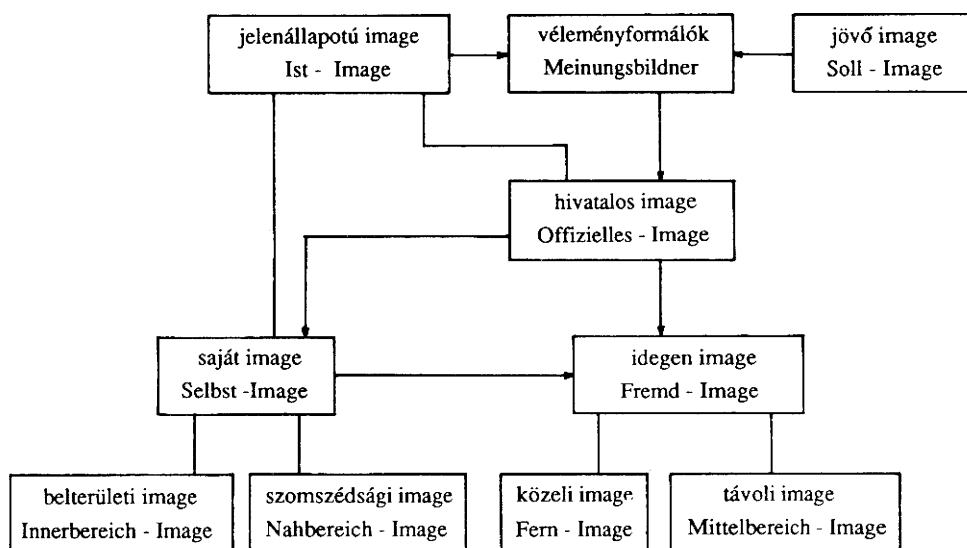 jelenállapotú image
Ist - Image
véleményformálók
Meinungsbildner
jövő image
Soll - Image
hivatalos image
Offizielles - Image
saját image
Selbst -Image
idegen image
Fremd - Image
belterületi image
Innerbereich - Image
szomszédsági image
Nahbereich - Image
közeli image
Fern - Image
távoli image
Mittelbereich - Image